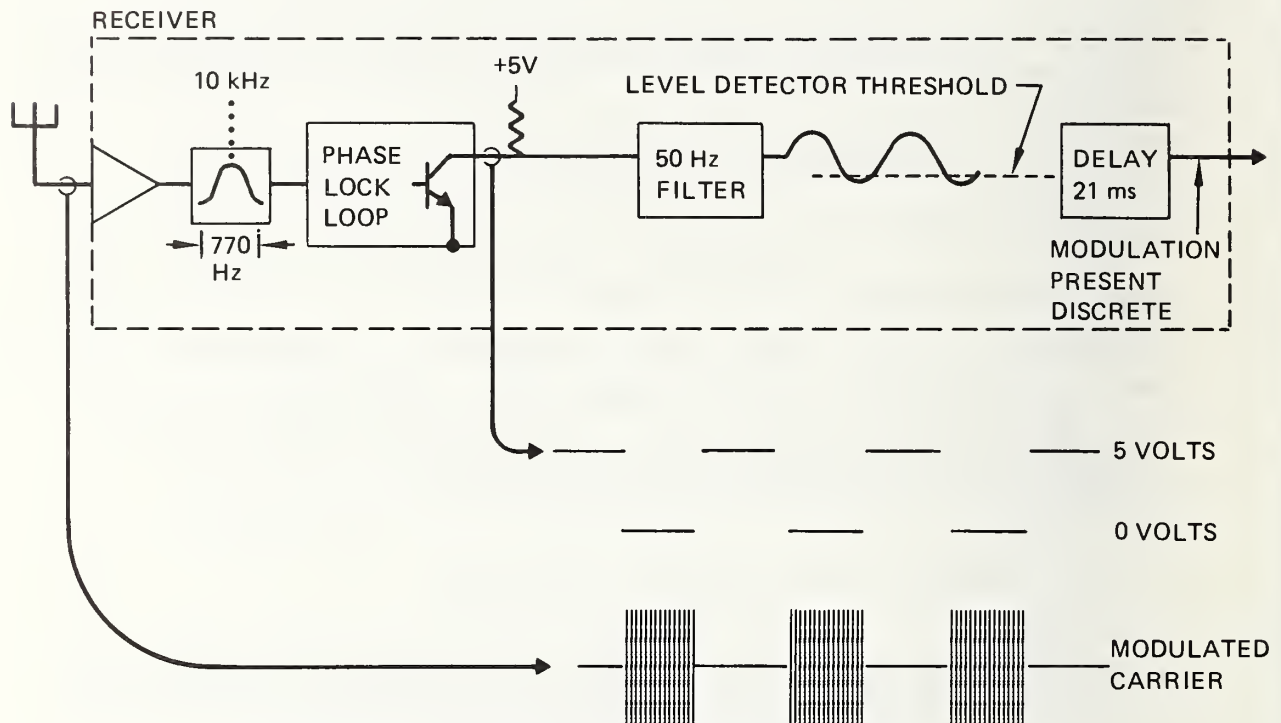 RECEIVER
10 kHz
770
Hz
PHASE
LOCK
LOOP
+5V
50 Hz
FILTER
LEVEL DETECTOR THRESHOLD
DELAY
21 ms
MODULATION
PRESENT
DISCRETE
5 VOLTS
0 VOLTS
MODULATED
CARRIER